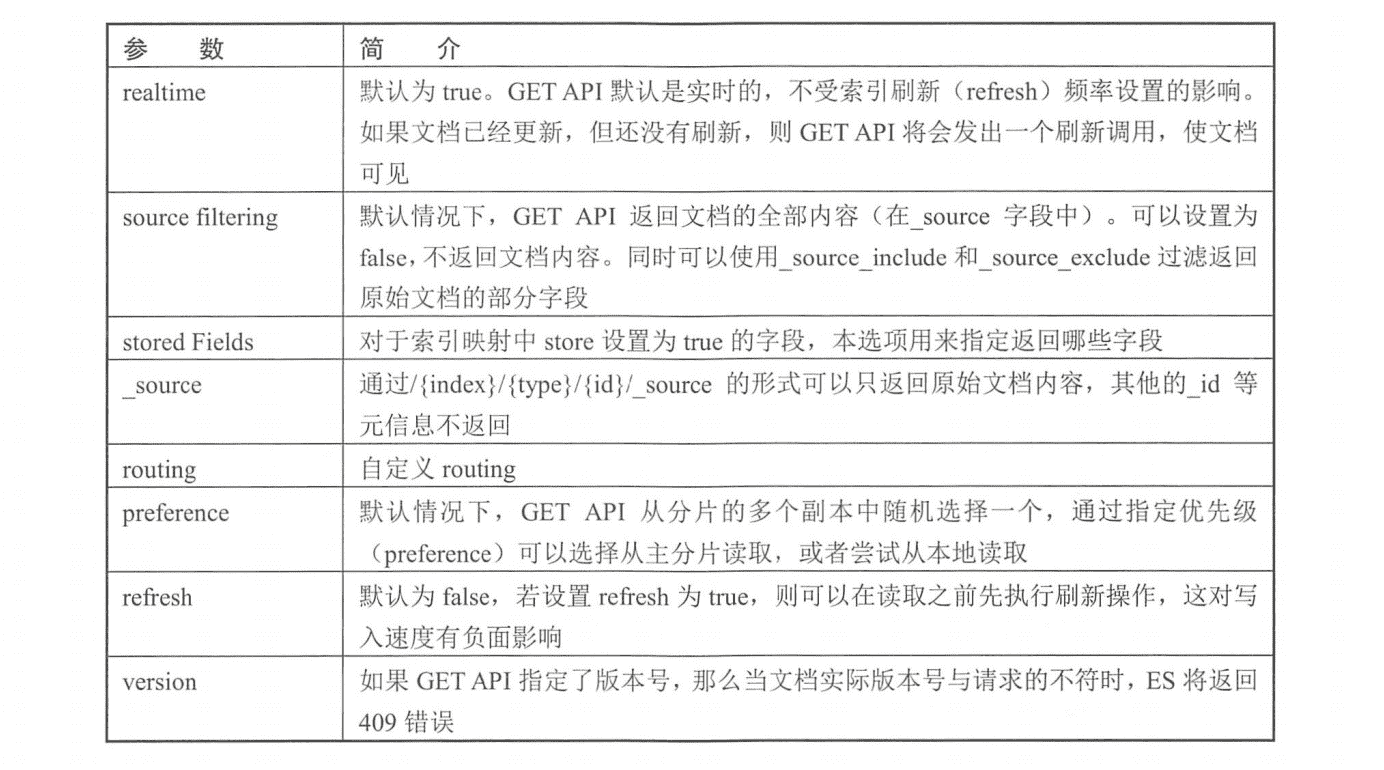 参 数 简 介
realtime 默认为 true。GET API 默认是实时的，不受索引刷新（refresh）频率设置的影响。
如果文档已经更新，但还没有刷新，则 GET API 将会发出一个刷新调用，使文档
可见
source filtering 默认情况下，GET API 返回文档的全部内容（在_source 字段中）。可以设置为
false，不返回文档内容。同时可以使用_source_include 和_source_exclude 过滤返回
原始文档的部分字段
stored Fields 对于索引映射中 store 设置为 true 的字段，本选项用来指定返回哪些字段
_source 通过/{index}/{type}/{id}/_source 的形式可以只返回原始文档内容，其他的_id 等
元信息不返回
routing 自定义 routing
preference 默认情况下，GET API 从分片的多个副本中随机选择一个，通过指定优先级
（preference）可以选择从主分片读取，或者尝试从本地读取
refresh 默认为 false，若设置 refresh 为 true，则可以在读取之前先执行刷新操作，这对写
入速度有负面影响
version 如果 GET API 指定了版本号，那么当文档实际版本号与请求的不符时，ES 将返回
409 错误